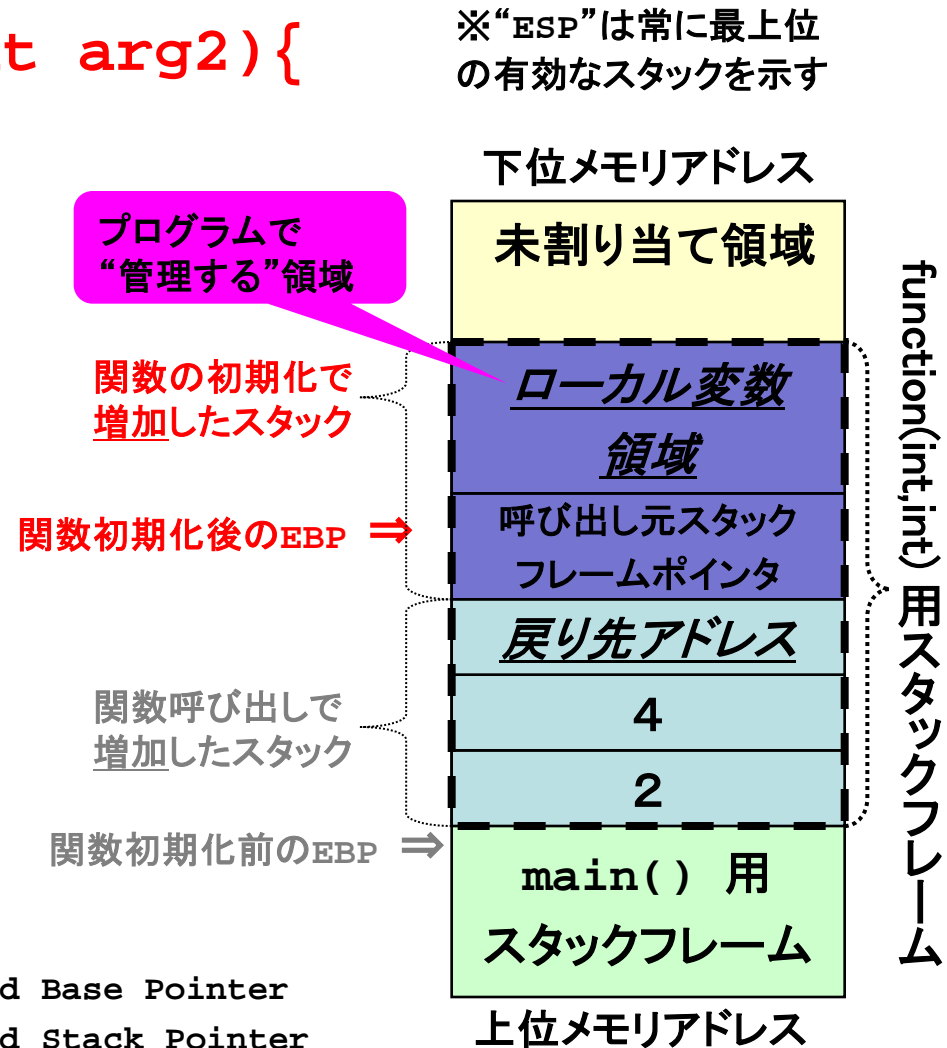 t arg2){
※“ESP”は常に最上位
の有効なスタックを示す
下位メモリアドレス
プログラムで
“管理する”領域
未割り当て領域
関数の初期化で
増加したスタック
ローカル変数
領域
関数初期化後のEBP ⇒
呼び出し元スタック
フレームポインタ
戻り先アドレス
関数呼び出しで
増加したスタック
4
2
関数初期化前のEBP ⇒
main() 用
スタックフレーム
function(int,int) 用スタックフレーム
d Base Pointer
d Stack Pointer
上位メモリアドレス